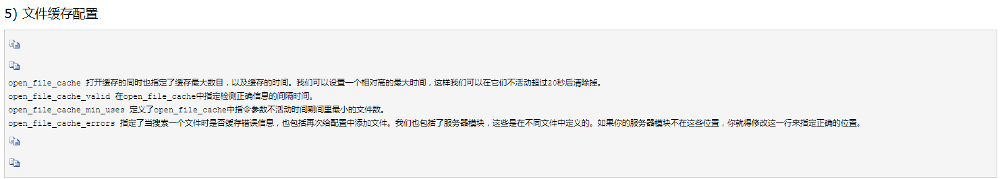 5) 文件缓存配置
open_file_cache 打开缓存的同时也指定了缓存最大数目，以及缓存的时间。我们可以设置一个相对高的最大时间，这样我们可以在它们不活动超过20秒后清除掉。
open_file_cache_valid 在open_file_cache中指定检测正确信息的间隔时间。
open_file_cache_min_uses 定义了open_file_cache中指令参数不活动时间期间里最小的文件数。
open_file_cache_errors 指定了当搜索一个文件时是否缓存错误信息，也包括再次给配置中添加文件。我们也包括了服务器模块，这些是在不同文件中定义的。如果你的服务器模块不在这些位置，你就得修改这一行来指定正确的位置。